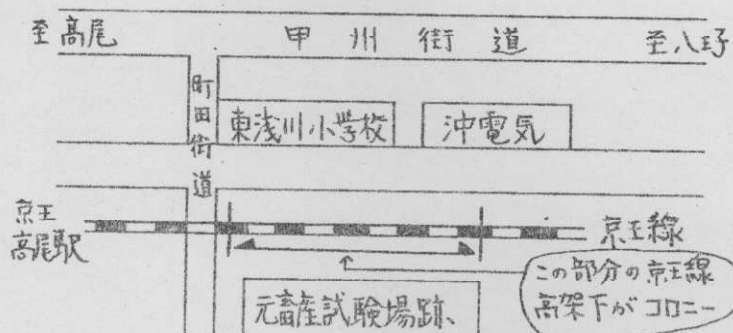 至高尾
甲州街道
至八王子
町田街道
東浅川小学校
沖電気
京王
高尾駅
京王線
この部分の京王線
高架下がコロニー
元畜産試験場跡、